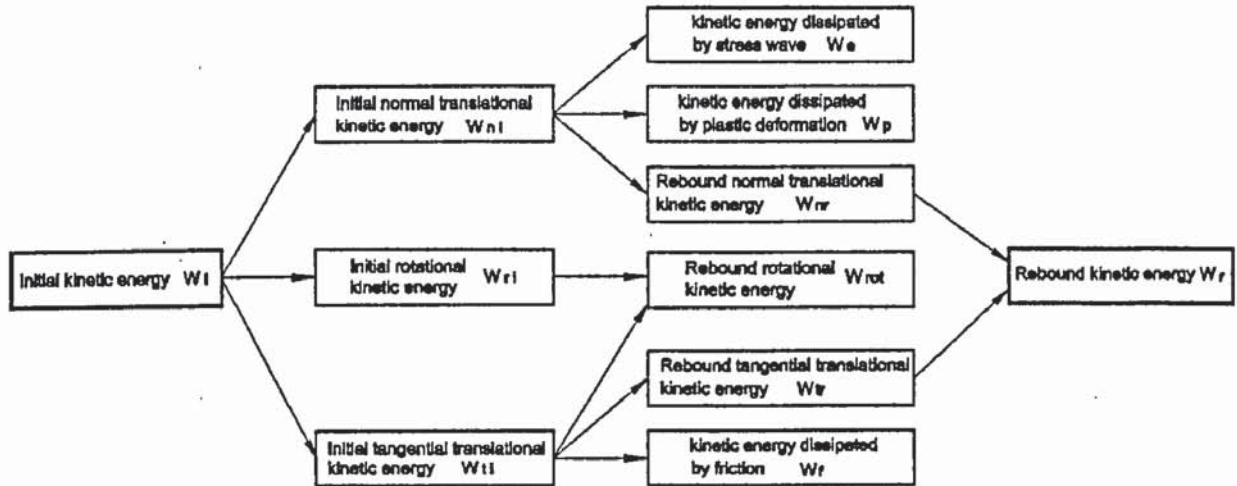 kinetic energy dissipated
by stress wave We
Initial normal translational
kinetic energy Wni
kinetic energy dissipated
by plastic deformation Wp
Rebound normal translational
kinetic energy Wnr
Initial kinetic energy Wi
Initial rotational
kinetic energy Wri
Rebound rotational
kinetic energy Wrot
Rebound kinetic energy Wr
Rebound tangential translational
kinetic energy Wtr
Initial tangential translational
kinetic energy Wti
kinetic energy dissipated
by friction Wf